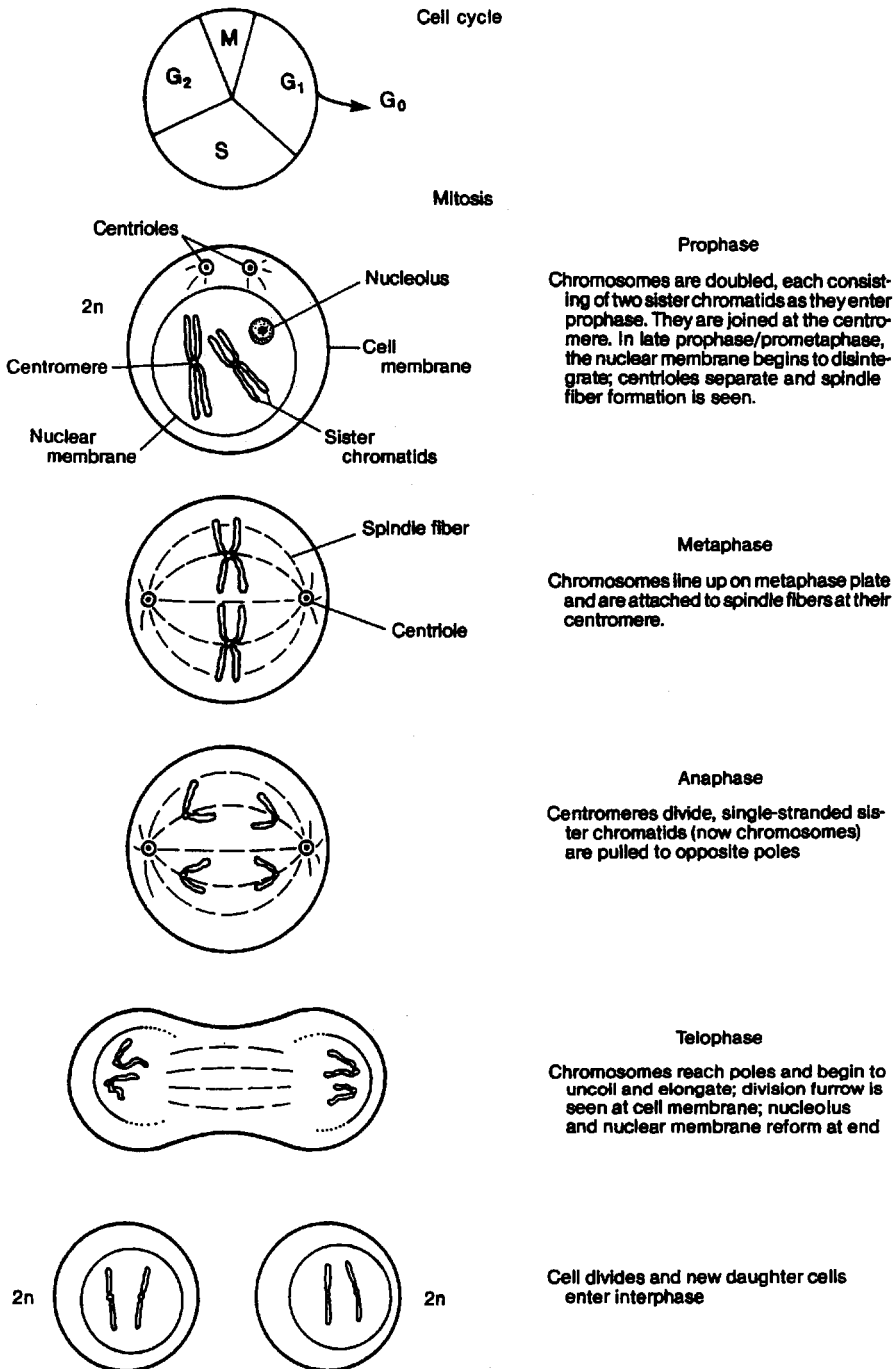 Cell cycle
M
G₂
G₁
G₀
S
Mitosis
Centrioles
Nucleolus
2n
Cell
membrane
Centromere
Nuclear
membrane
Sister
chromatids
Prophase
Chromosomes are doubled, each consist-
ing of two sister chromatids as they enter
prophase. They are joined at the centro-
mere. In late prophase/prometaphase,
the nuclear membrane begins to disinte-
grate; centrioles separate and spindle
fiber formation is seen.
Spindle fiber
Centriole
Metaphase
Chromosomes line up on metaphase plate
and are attached to spindle fibers at their
centromere.
Anaphase
Centromeres divide, single-stranded sis-
ter chromatids (now chromosomes)
are pulled to opposite poles
Telophase
Chromosomes reach poles and begin to
uncoil and elongate; division furrow is
seen at cell membrane; nucleolus
and nuclear membrane reform at end
2n
2n
Cell divides and new daughter cells
enter interphase